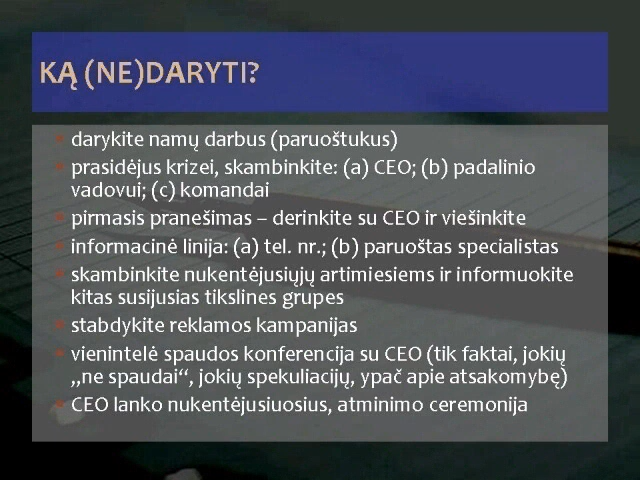 KĄ (NE)DARYTI?
darykite namų darbus (paruoštukus)
prasidėjus krizei, skambinkite: (a) CEO; (b) padalinio
vadovui; (c) komandai
pirmasis pranešimas – derinkite su CEO ir viešinkite
informacinė linija: (a) tel. nr.; (b) paruoštas specialistas
skambinkite nukentėjusiųjų artimiesiems ir informuokite
kitas susijusias tikslines grupes
stabdykite reklamos kampanijas
vienintelė spaudos konferencija su CEO (tik faktai, jokių
„ne spaudai“, jokių spekuliacijų, ypač apie atsakomybę)
CEO lanko nukentėjusiuosius, atminimo ceremonija